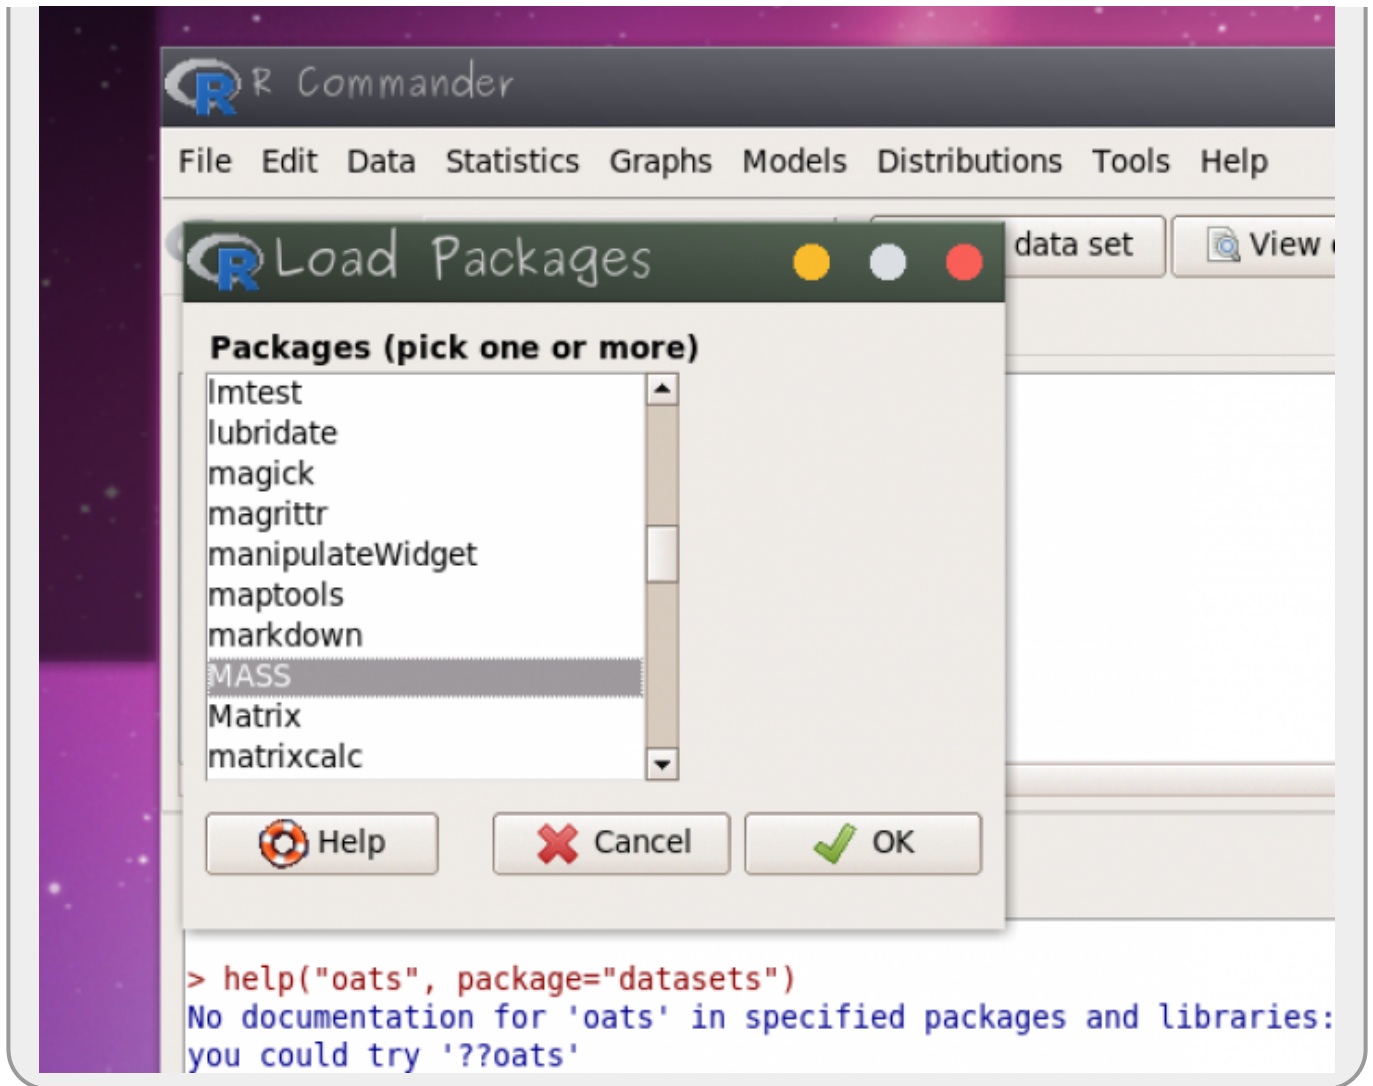 R Commander
File Edit Data Statistics Graphs Models Distributions Tools Help
data set View
Load Packages
Packages (pick one or more)
lmtest
lubridate
magick
magrittr
manipulateWidget
maptools
markdown
MASS
Matrix
matrixcalc
Help Cancel OK
> help("oats", package="datasets")
No documentation for 'oats' in specified packages and libraries:
you could try '??oats'